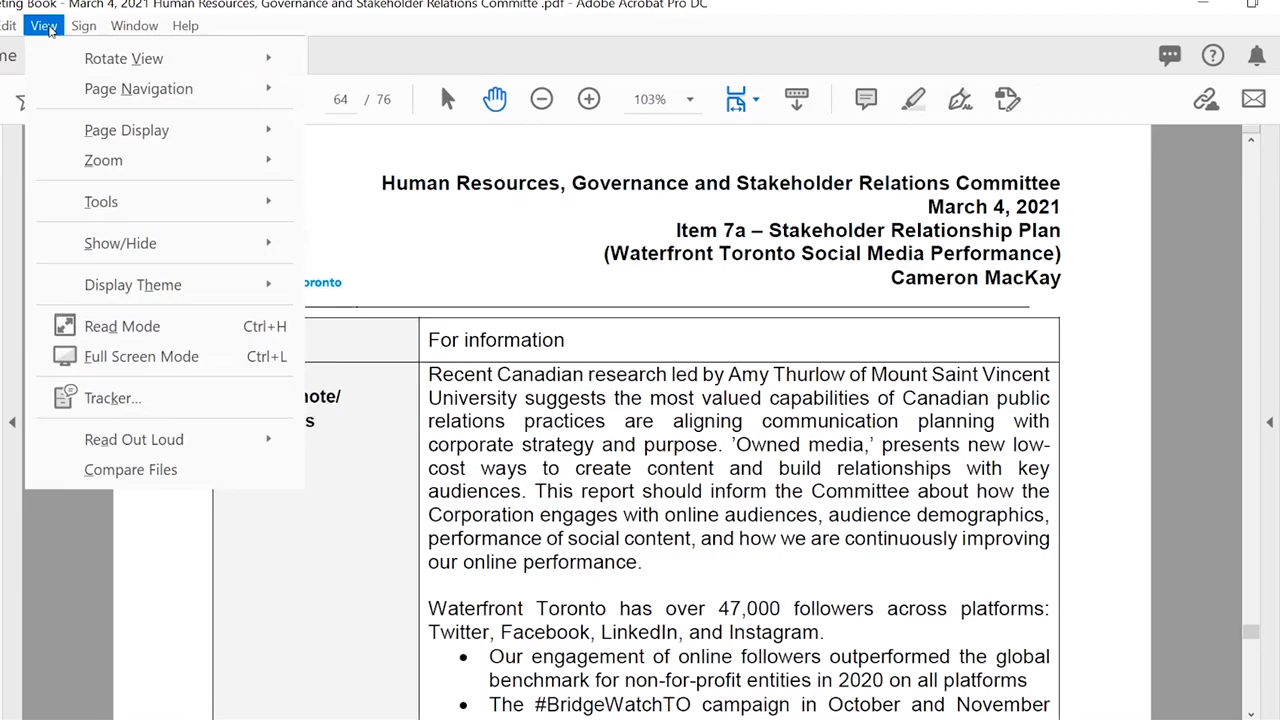 eting Book - March 4, 2021 Human Resources, Governance and Stakeholder Relations Committe .pdf - Adobe Acrobat Pro DC
Edit View Sign Window Help
me
64 / 76 103%
Rotate View
Page Navigation
Page Display
Zoom
Tools
Show/Hide
Display Theme
Read Mode Ctrl+H
Full Screen Mode Ctrl+L
Tracker...
Read Out Loud
Compare Files
Human Resources, Governance and Stakeholder Relations Committee
March 4, 2021
Item 7a – Stakeholder Relationship Plan
(Waterfront Toronto Social Media Performance)
Cameron MacKay
oronto
For information
note/
s
Recent Canadian research led by Amy Thurlow of Mount Saint Vincent
University suggests the most valued capabilities of Canadian public
relations practices are aligning communication planning with
corporate strategy and purpose. 'Owned media,' presents new low-
cost ways to create content and build relationships with key
audiences. This report should inform the Committee about how the
Corporation engages with online audiences, audience demographics,
performance of social content, and how we are continuously improving
our online performance.
Waterfront Toronto has over 47,000 followers across platforms:
Twitter, Facebook, LinkedIn, and Instagram.
• Our engagement of online followers outperformed the global
benchmark for non-for-profit entities in 2020 on all platforms
• The #BridgeWatchTO campaign in October and November